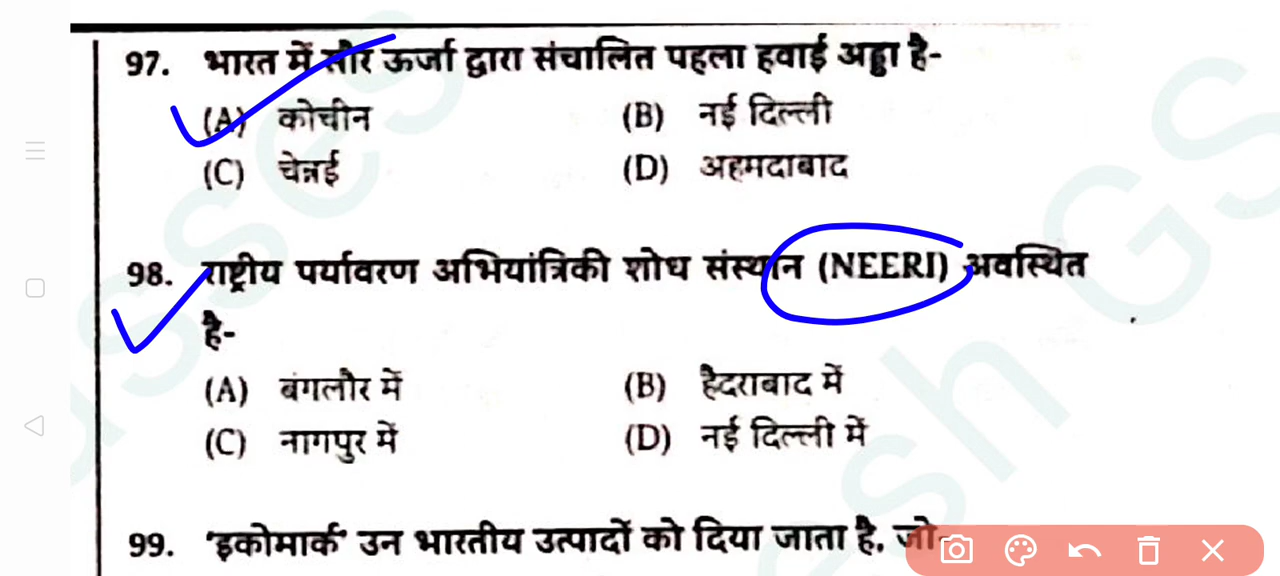 97. भारत में सौर ऊर्जा द्वारा संचालित पहला हवाई अड्डा है-
(A) कोचीन (B) नई दिल्ली
(C) चेन्नई (D) अहमदाबाद
98. राष्ट्रीय पर्यावरण अभियांत्रिकी शोध संस्थान (NEERI) अवस्थित
है-
(A) बंगलौर में (B) हैदराबाद में
(C) नागपुर में (D) नई दिल्ली में
99. 'इकोमार्क' उन भारतीय उत्पादों को दिया जाता है, जो-